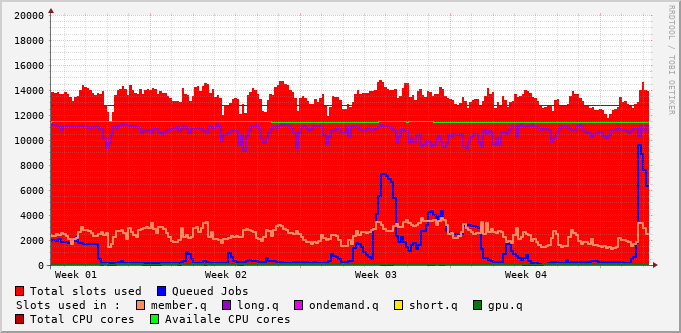 20000
18000
16000
14000
12000
10000
8000
6000
4000
2000
0
Week 01 Week 02 Week 03 Week 04
RRDTOOL / TOBI OETIKER
Total slots used Queued Jobs
Slots used in : member.q long.q ondemand.q short.q gpu.q
Total CPU cores Availale CPU cores